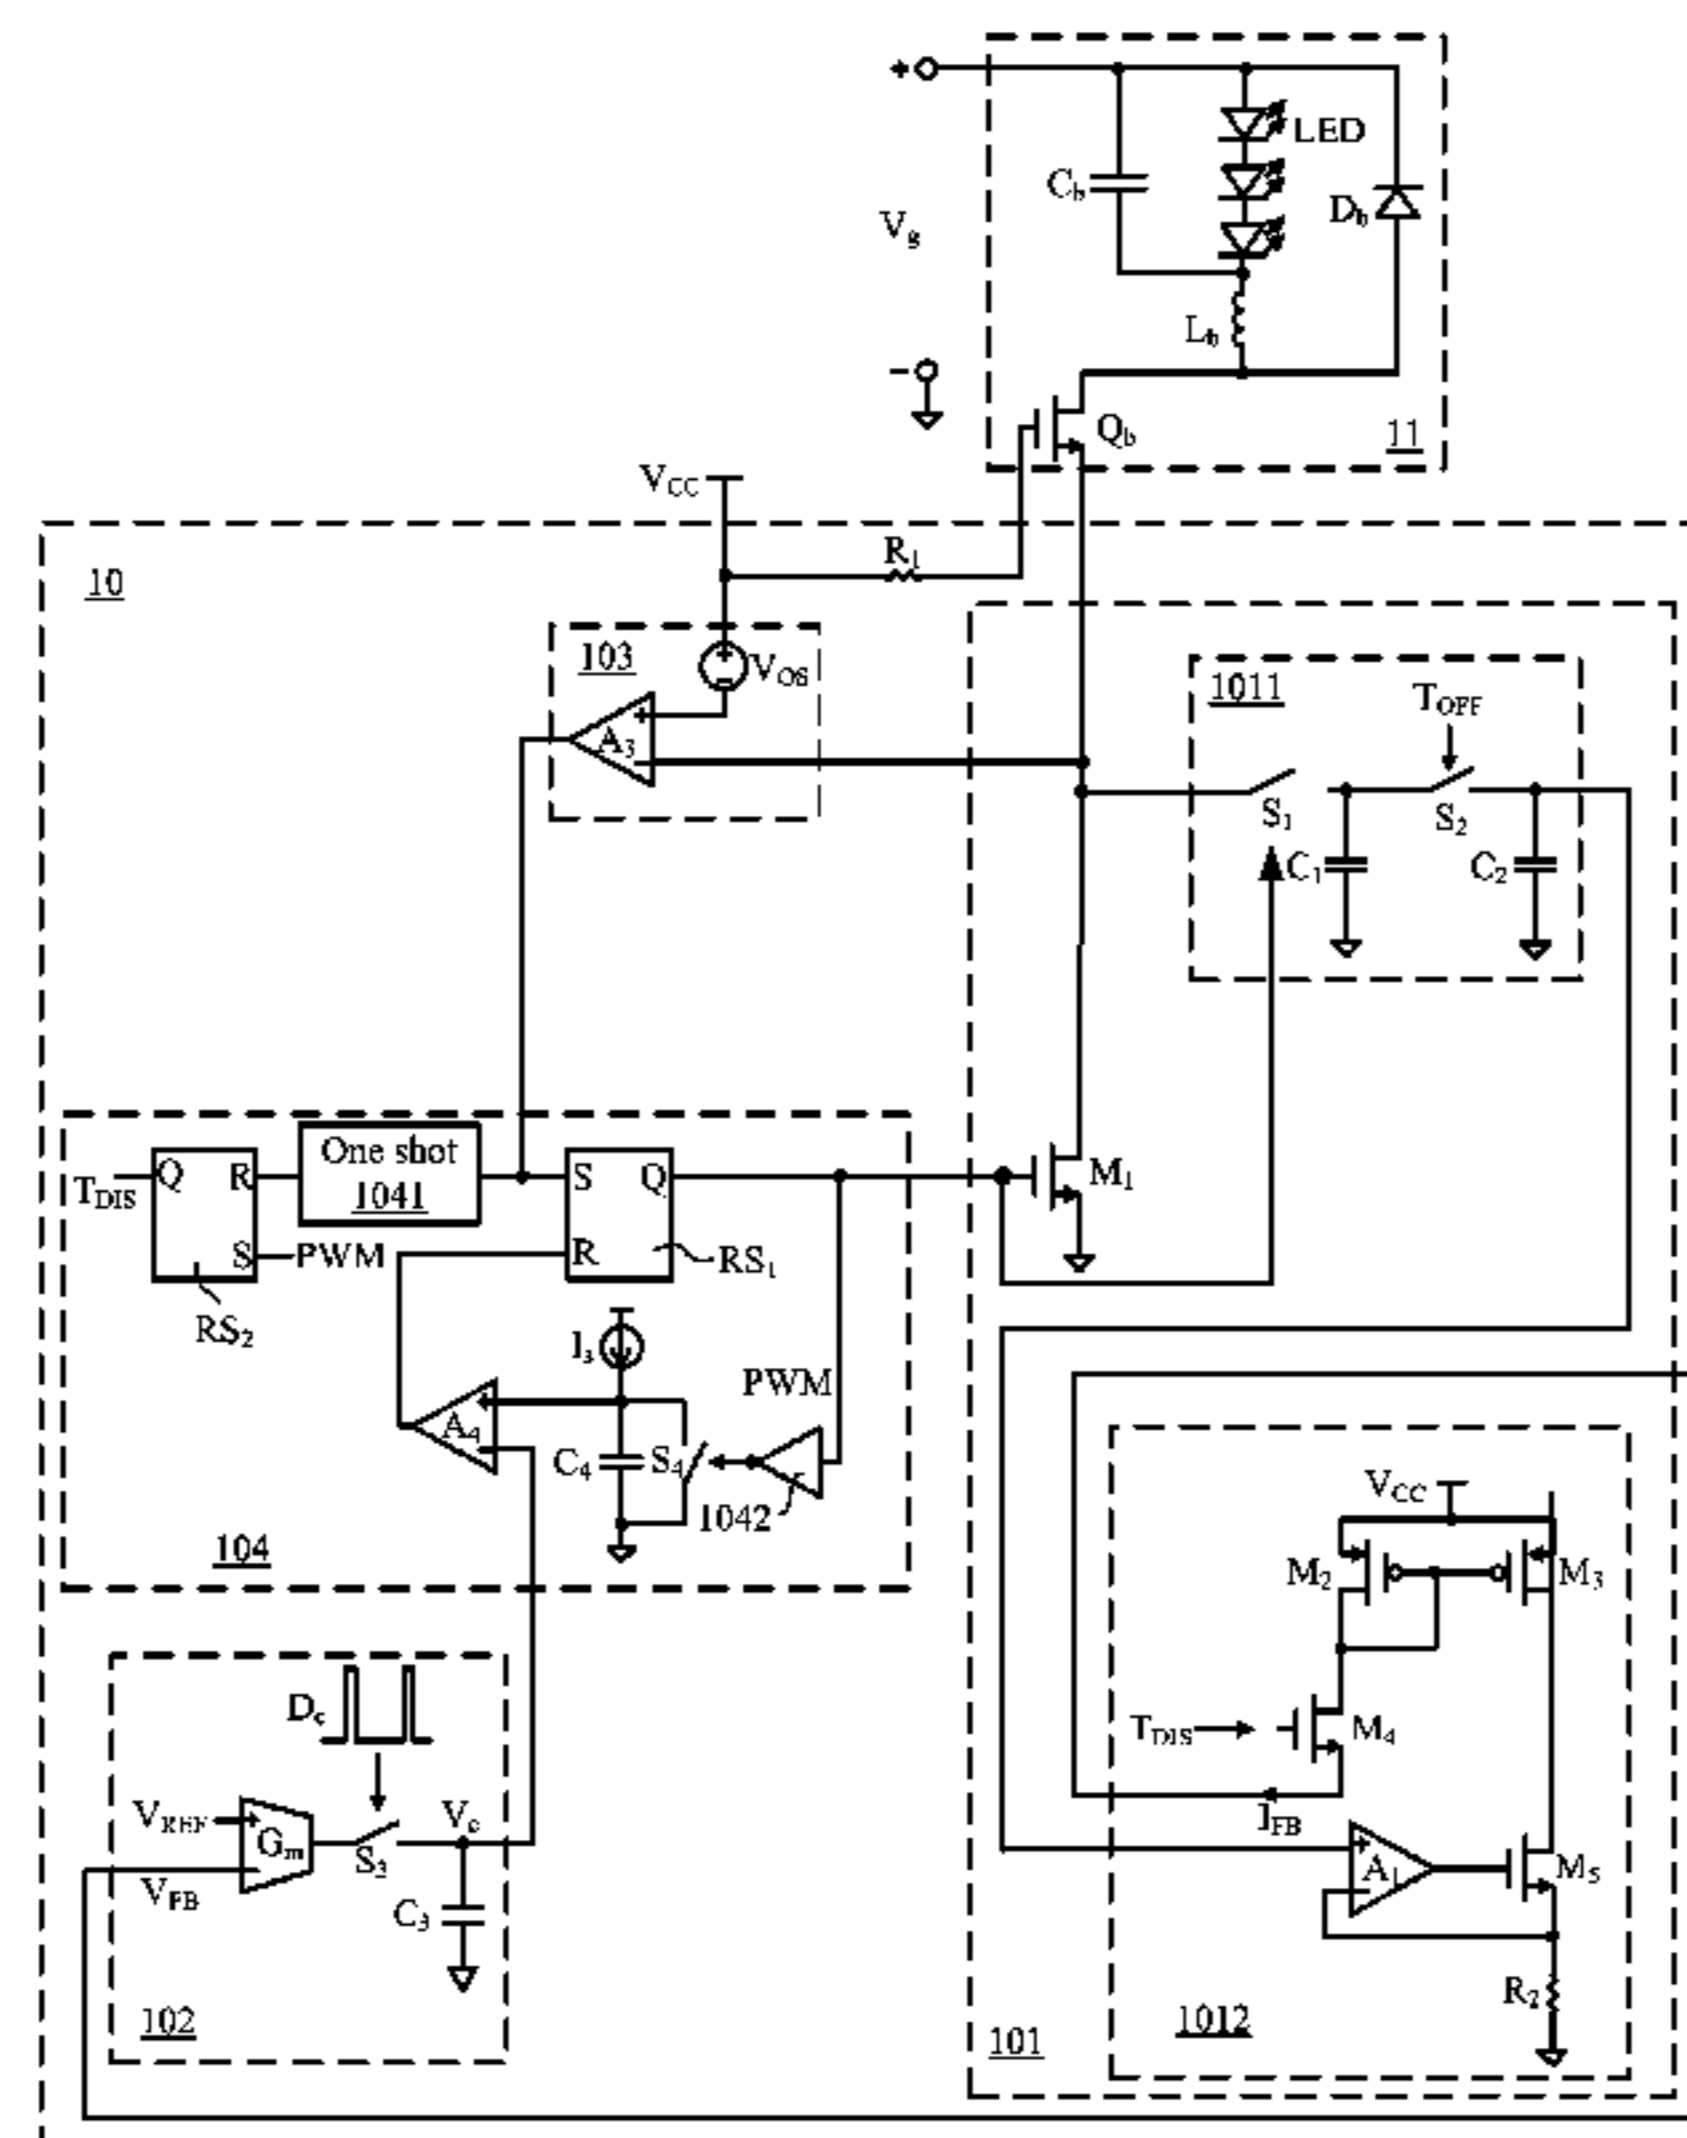 +
LED
Cb
Db
Vg
Lb
−
Qb
11
VCC
R1
10
103
VOS
+
A3
−
1011
TOFF
S1
S2
C1
C2
TDIS
Q
R
One shot
1041
S
Q
M1
S
PWM
R
RS1
RS2
I3
PWM
A4
C4
S4
1042
104
VCC
M2
M3
Dc
TDIS
M4
VREF
+
Gm
−
S3
Vc
IFB
+
A1
−
M5
VFB
C3
R2
102
101
1012